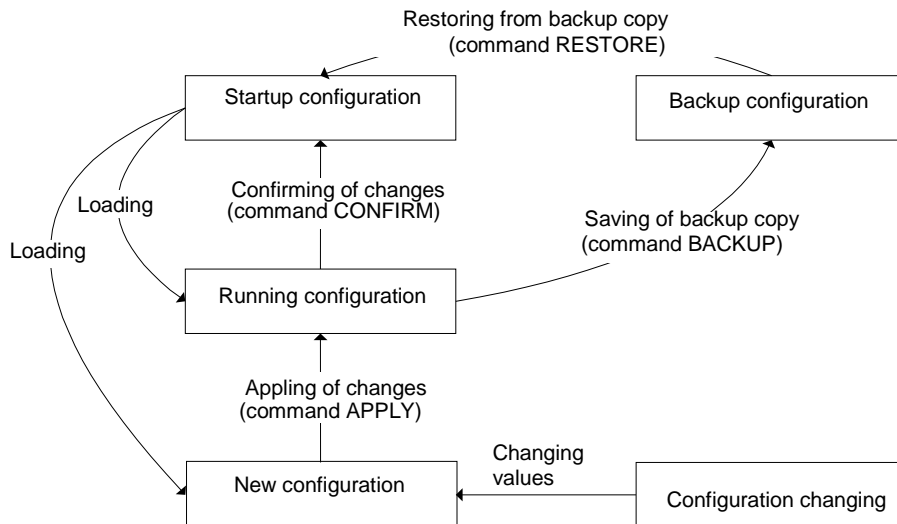 Restoring from backup copy
(command RESTORE)
Startup configuration
Backup configuration
Confirming of changes
(command CONFIRM)
Loading
Loading
Saving of backup copy
(command BACKUP)
Running configuration
Appling of changes
(command APPLY)
Changing
values
New configuration
Configuration changing